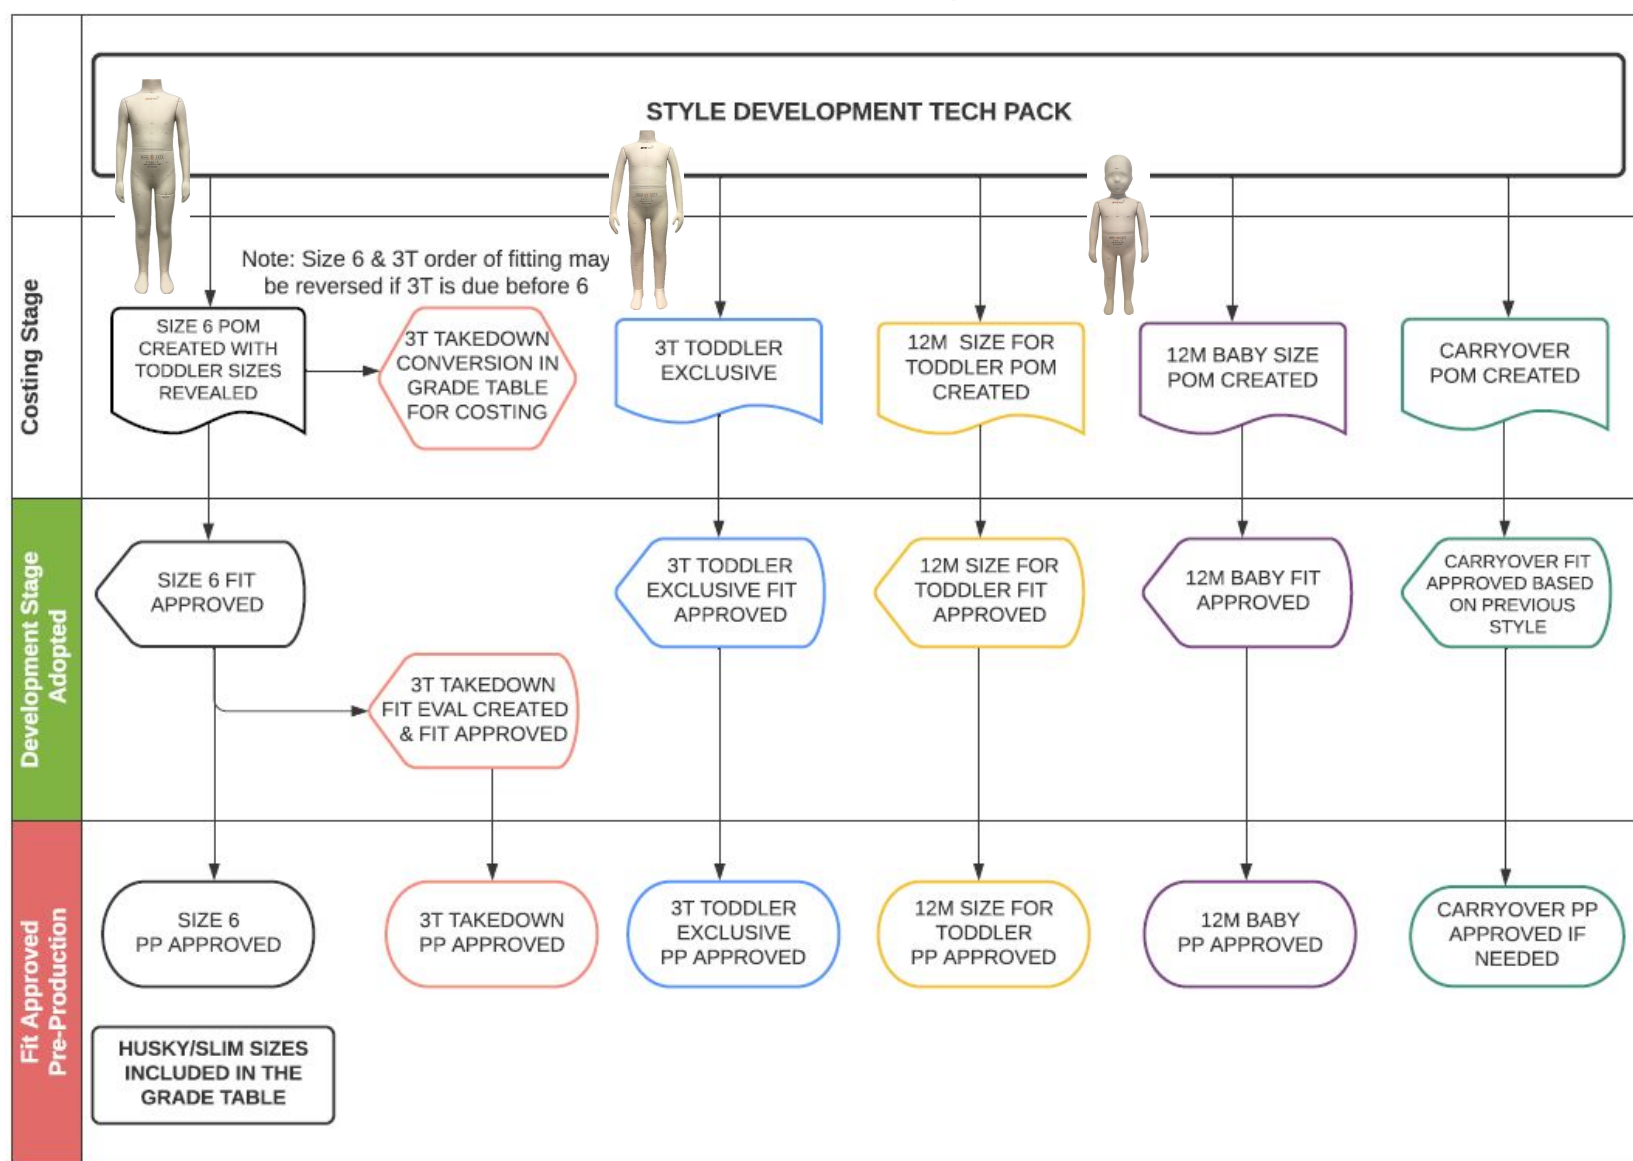 STYLE DEVELOPMENT TECH PACK
Costing Stage
Note: Size 6 & 3T order of fitting may
be reversed if 3T is due before 6
SIZE 6 POM
CREATED WITH
TODDLER SIZES
REVEALED
3T TAKEDOWN
CONVERSION IN
GRADE TABLE
FOR COSTING
3T TODDLER
EXCLUSIVE
12M SIZE FOR
TODDLER POM
CREATED
12M BABY SIZE
POM CREATED
CARRYOVER
POM CREATED
Development Stage
Adopted
SIZE 6 FIT
APPROVED
3T TAKEDOWN
FIT EVAL CREATED
& FIT APPROVED
3T TODDLER
EXCLUSIVE FIT
APPROVED
12M SIZE FOR
TODDLER FIT
APPROVED
12M BABY FIT
APPROVED
CARRYOVER FIT
APPROVED BASED
ON PREVIOUS
STYLE
Fit Approved
Pre-Production
SIZE 6
PP APPROVED
3T TAKEDOWN
PP APPROVED
3T TODDLER
EXCLUSIVE
PP APPROVED
12M SIZE FOR
TODDLER
PP APPROVED
12M BABY
PP APPROVED
CARRYOVER PP
APPROVED IF
NEEDED
HUSKY/SLIM SIZES
INCLUDED IN THE
GRADE TABLE